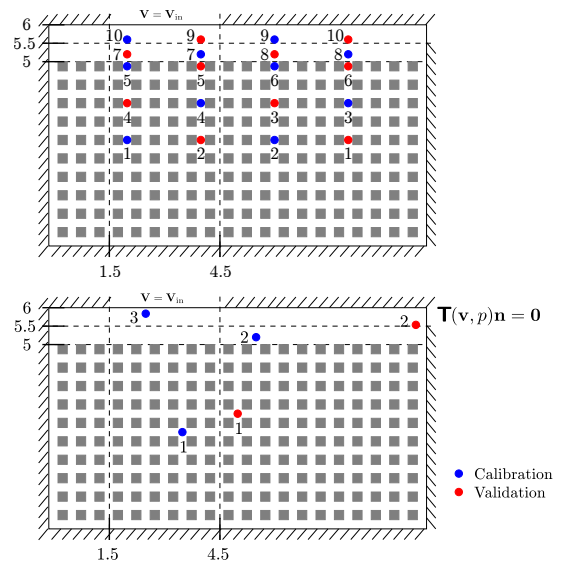 V = V_in
6
10 9 9 10
5.5
7 7 8 8
5
5 5 6 6
4 4 3 3
1 2 2 1
1.5 4.5
V = V_in
6
3
5.5
2
T(v, p)n = 0
2
5
1
1
Calibration
Validation
1.5 4.5